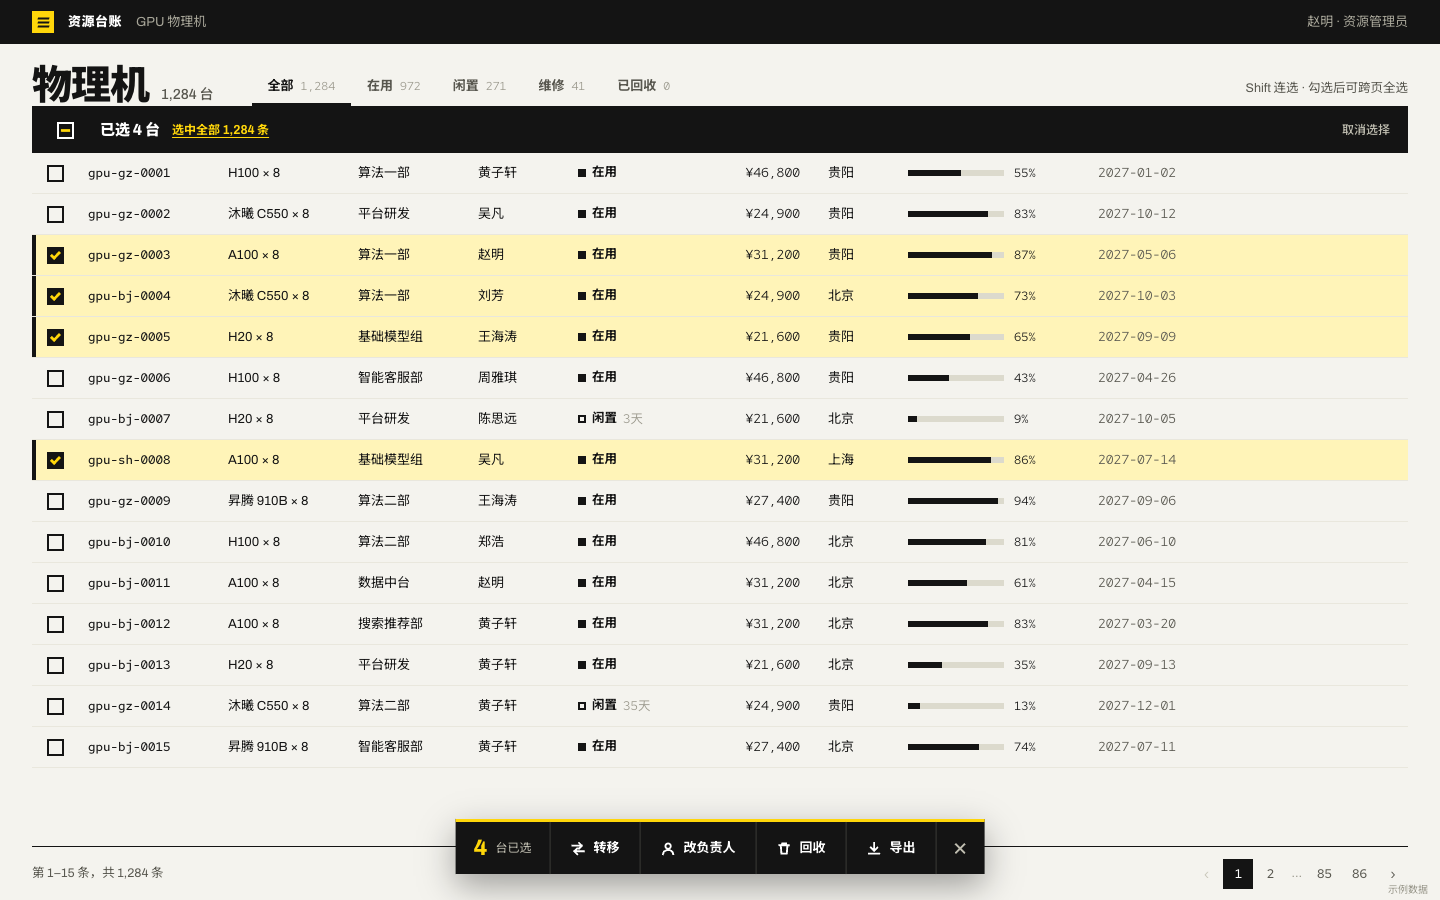 资源台账 GPU 物理机 赵明 · 资源管理员
物理机 1,284 台 全部 1,284 在用 972 闲置 271 维修 41 已回收 0 Shift 连选 · 勾选后可跨页全选
已选 4 台 选中全部 1,284 条 取消选择
gpu-gz-0001 H100 × 8 算法一部 黄子轩 在用 ¥46,800 贵阳 55% 2027-01-02
gpu-gz-0002 沐曦 C550 × 8 平台研发 吴凡 在用 ¥24,900 贵阳 83% 2027-10-12
gpu-gz-0003 A100 × 8 算法一部 赵明 在用 ¥31,200 贵阳 87% 2027-05-06
gpu-bj-0004 沐曦 C550 × 8 算法一部 刘芳 在用 ¥24,900 北京 73% 2027-10-03
gpu-gz-0005 H20 × 8 基础模型组 王海涛 在用 ¥21,600 贵阳 65% 2027-09-09
gpu-gz-0006 H100 × 8 智能客服部 周雅琪 在用 ¥46,800 贵阳 43% 2027-04-26
gpu-bj-0007 H20 × 8 平台研发 陈思远 闲置 3天 ¥21,600 北京 9% 2027-10-05
gpu-sh-0008 A100 × 8 基础模型组 吴凡 在用 ¥31,200 上海 86% 2027-07-14
gpu-gz-0009 昇腾 910B × 8 算法二部 王海涛 在用 ¥27,400 贵阳 94% 2027-09-06
gpu-bj-0010 H100 × 8 算法二部 郑浩 在用 ¥46,800 北京 81% 2027-06-10
gpu-bj-0011 A100 × 8 数据中台 赵明 在用 ¥31,200 北京 61% 2027-04-15
gpu-bj-0012 A100 × 8 搜索推荐部 黄子轩 在用 ¥31,200 北京 83% 2027-03-20
gpu-bj-0013 H20 × 8 平台研发 黄子轩 在用 ¥21,600 北京 35% 2027-09-13
gpu-gz-0014 沐曦 C550 × 8 算法二部 黄子轩 闲置 35天 ¥24,900 贵阳 13% 2027-12-01
gpu-bj-0015 昇腾 910B × 8 智能客服部 黄子轩 在用 ¥27,400 北京 74% 2027-07-11
4 台已选 转移 改负责人 回收 导出
第 1–15 条，共 1,284 条 ‹ 1 2 … 85 86 ›
示例数据